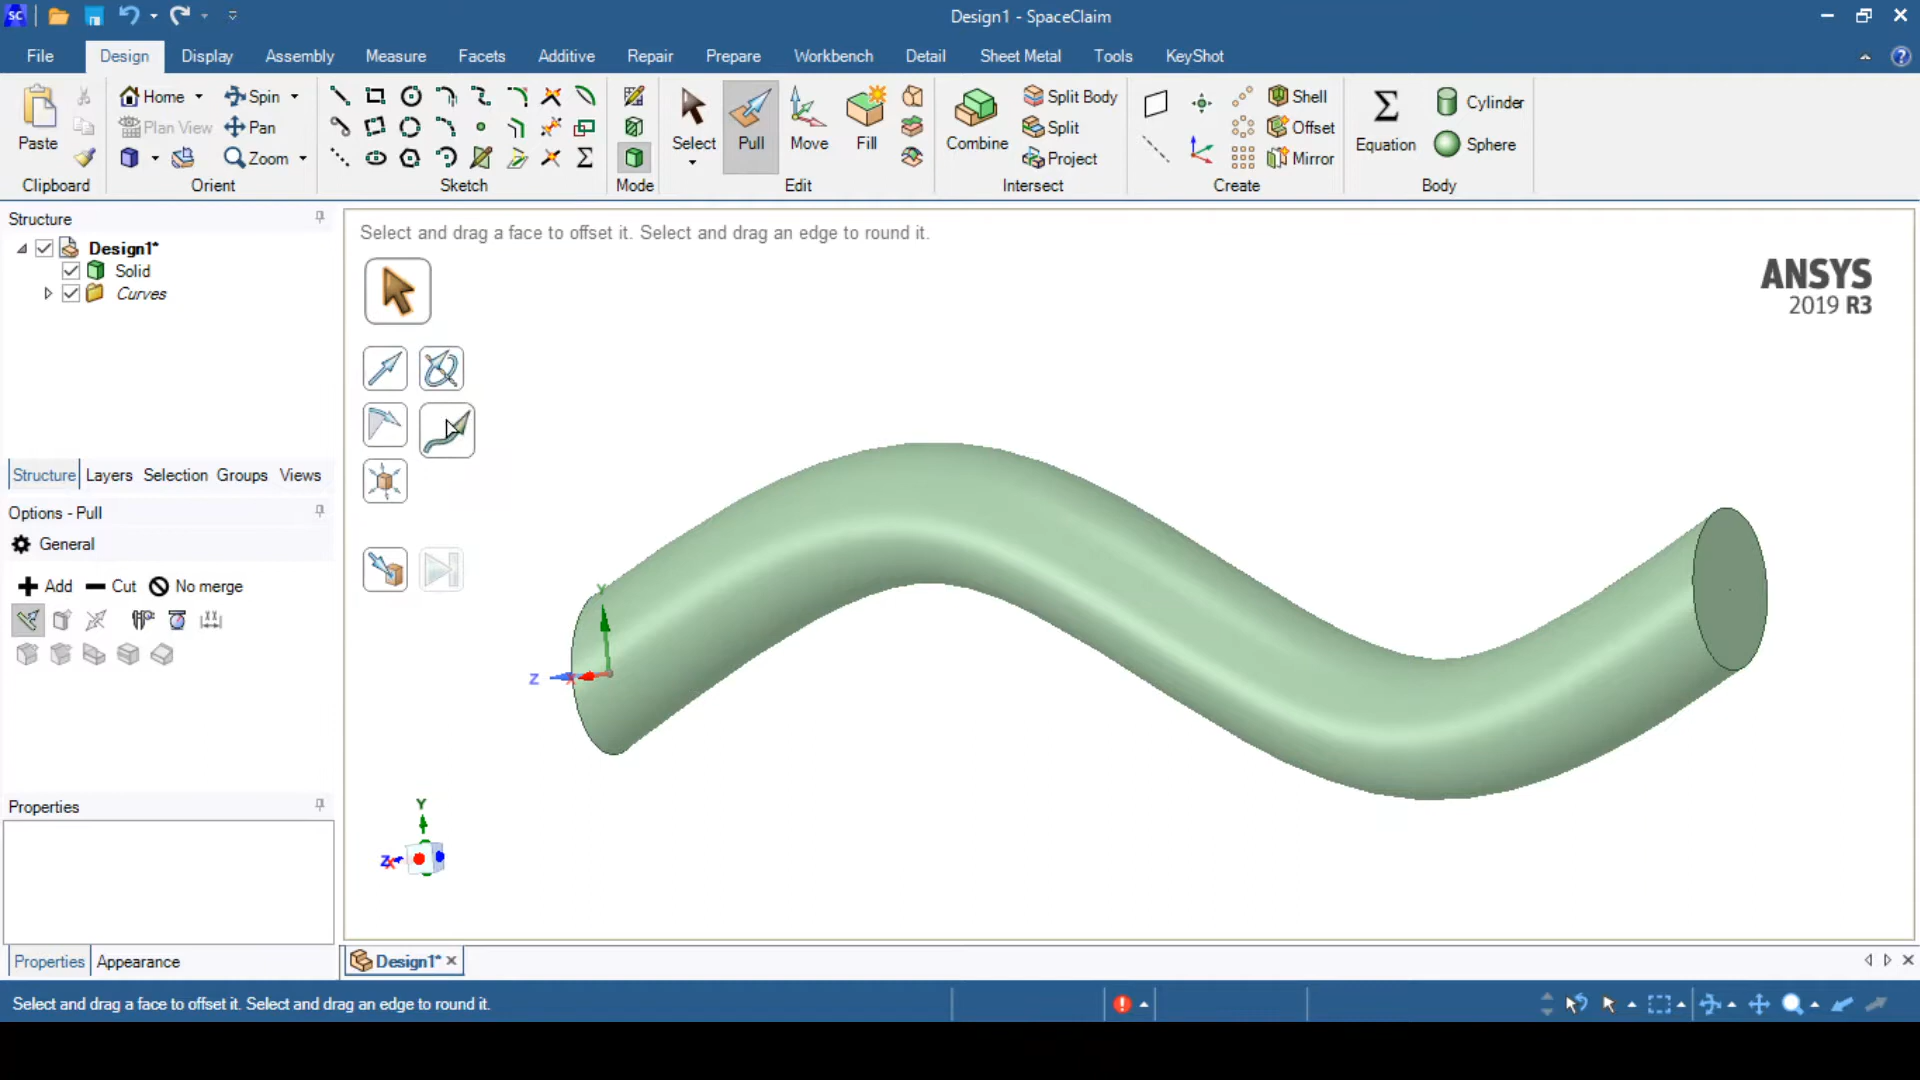 SC
Design1 - SpaceClaim
File Design Display Assembly Measure Facets Additive Repair Prepare Workbench Detail Sheet Metal Tools KeyShot
Home Spin Split Body Shell Cylinder
Plan View Pan Split Offset
Paste Select Pull Move Fill Combine Equation Sphere
Zoom Project Mirror
Clipboard Orient Sketch Mode Edit Intersect Create Body
Structure
Select and drag a face to offset it. Select and drag an edge to round it.
Design1*
Solid
Curves
ANSYS
2019 R3
Structure Layers Selection Groups Views
Options - Pull
General
Add Cut No merge
Y
Z X
Properties
Y
Z X
Properties Appearance
Design1*
Select and drag a face to offset it. Select and drag an edge to round it.